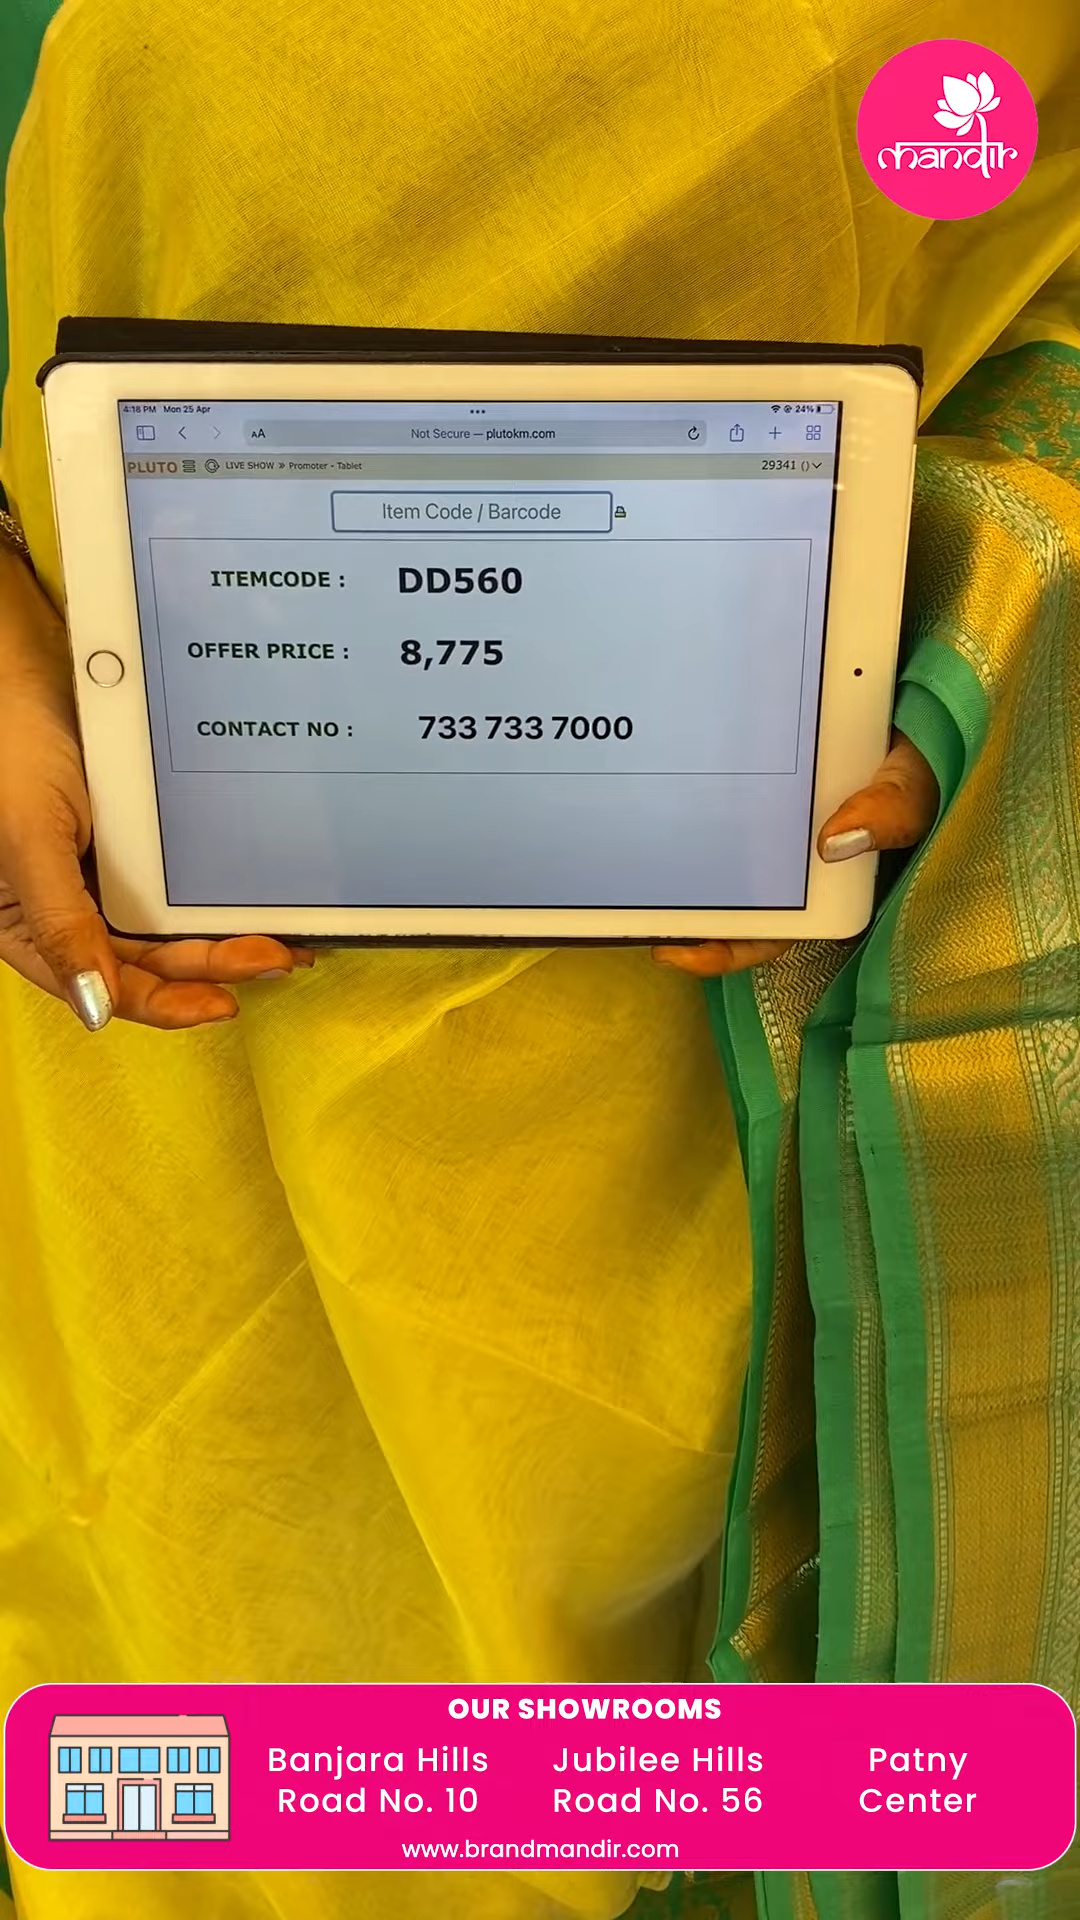 mandir
4:18 PM Mon 25 Apr
24%
AA
Not Secure — plutokm.com
PLUTO
LIVE SHOW » Promoter - Tablet
29341 ()
Item Code / Barcode
ITEMCODE : DD560
OFFER PRICE : 8,775
CONTACT NO : 733 733 7000
OUR SHOWROOMS
Banjara Hills
Road No. 10
Jubilee Hills
Road No. 56
Patny
Center
www.brandmandir.com